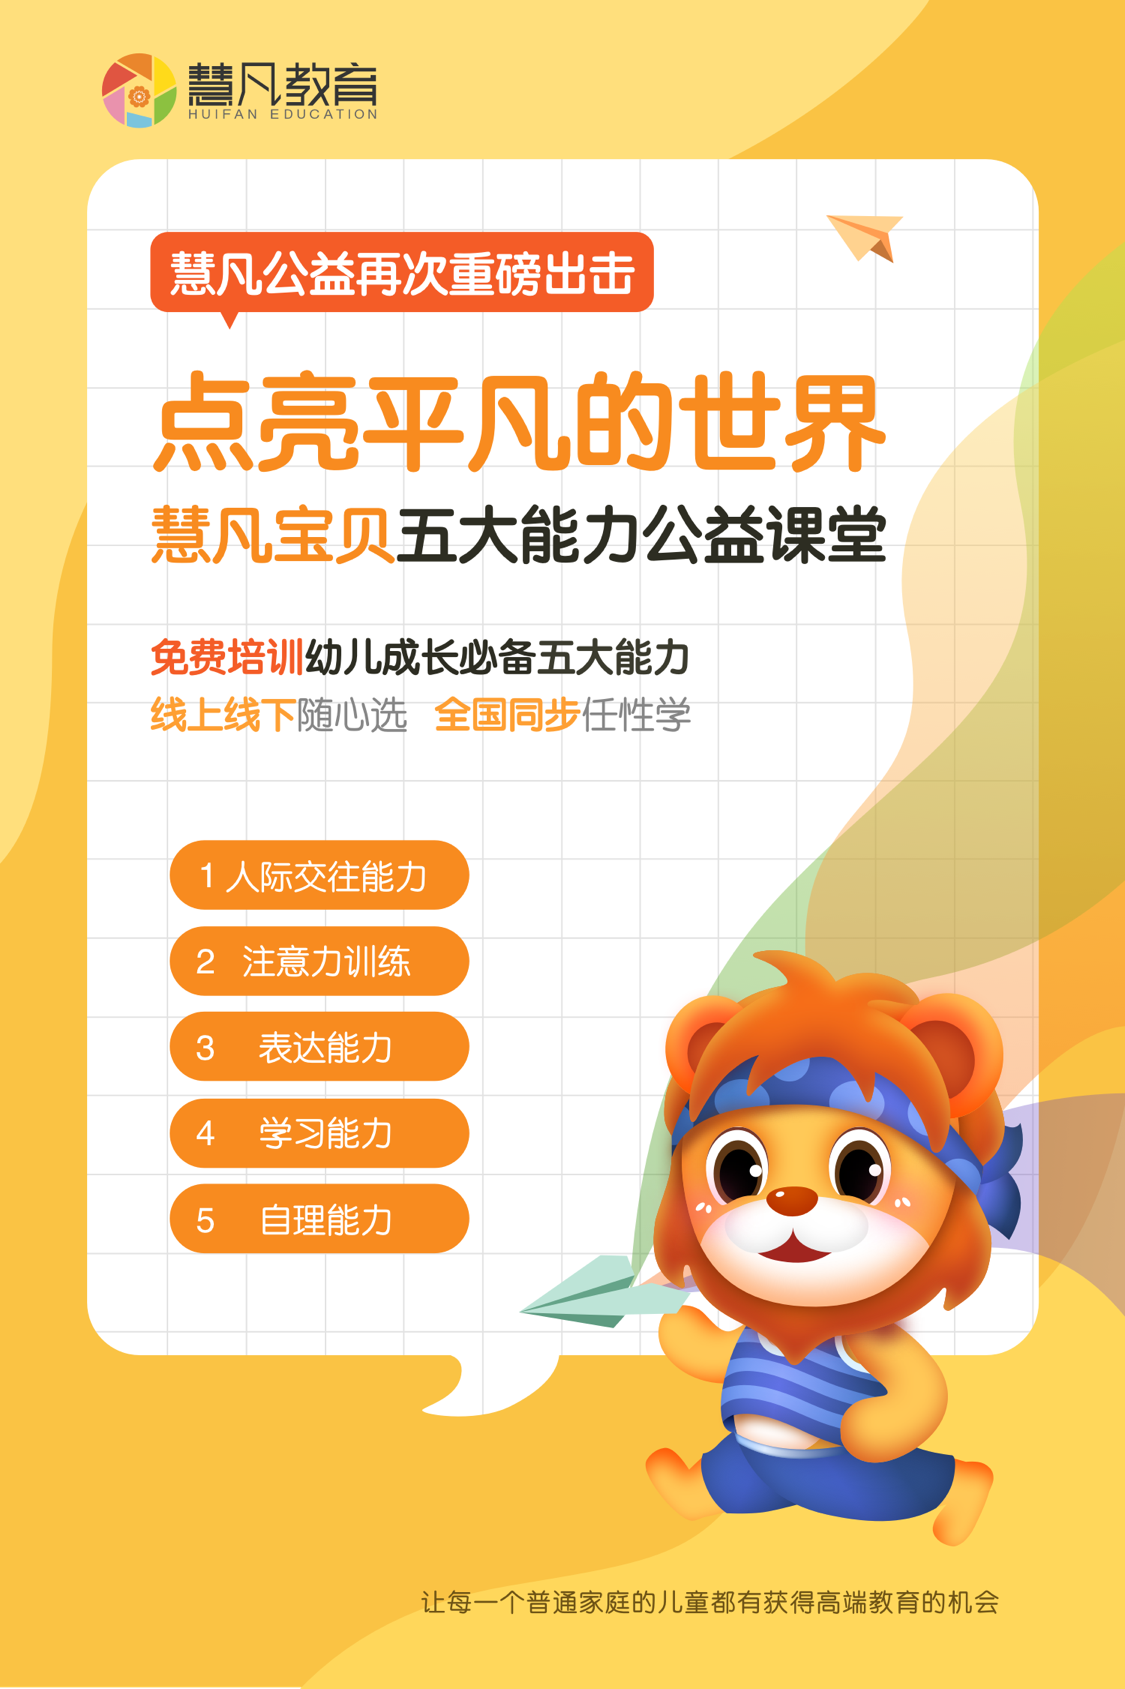 慧凡教育
HUIFAN EDUCATION
慧凡公益再次重磅出击
点亮平凡的世界
慧凡宝贝五大能力公益课堂
免费培训幼儿成长必备五大能力
线上线下随心选 全国同步任性学
1 人际交往能力
2 注意力训练
3 表达能力
4 学习能力
5 自理能力
让每一个普通家庭的儿童都有获得高端教育的机会